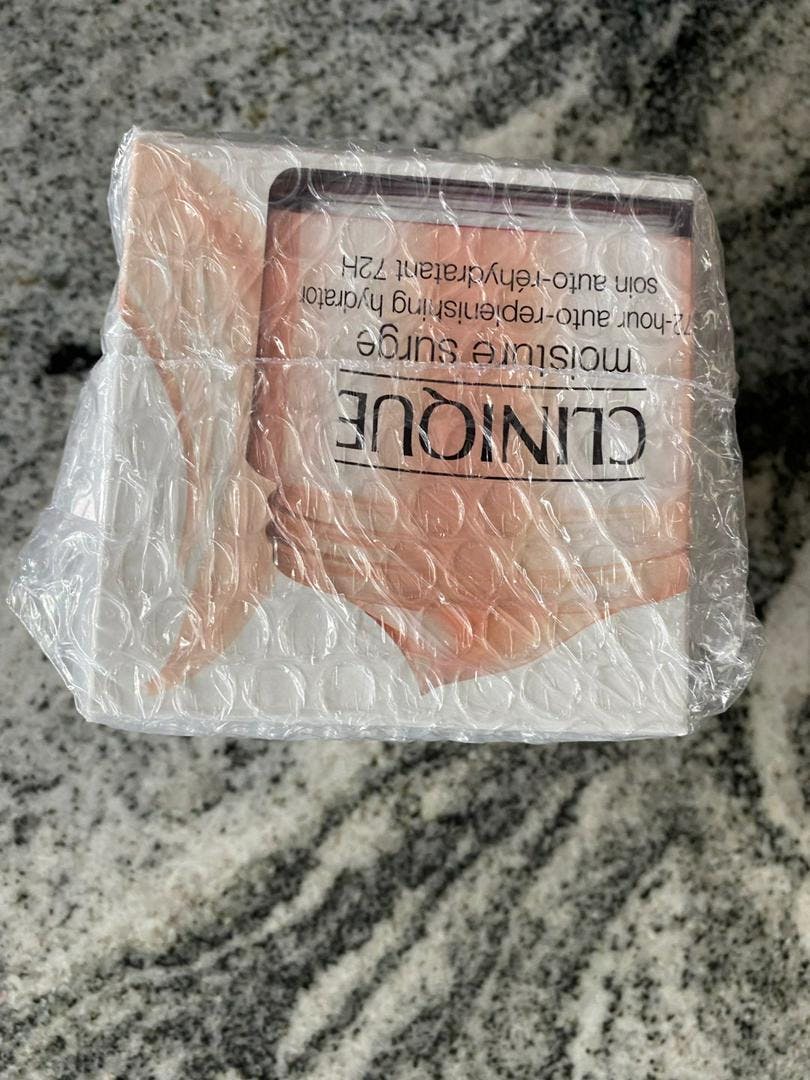 CLINIQUE
moisture surge
72-hour auto-replenishing hydrator
soin auto-réhydratant 72H